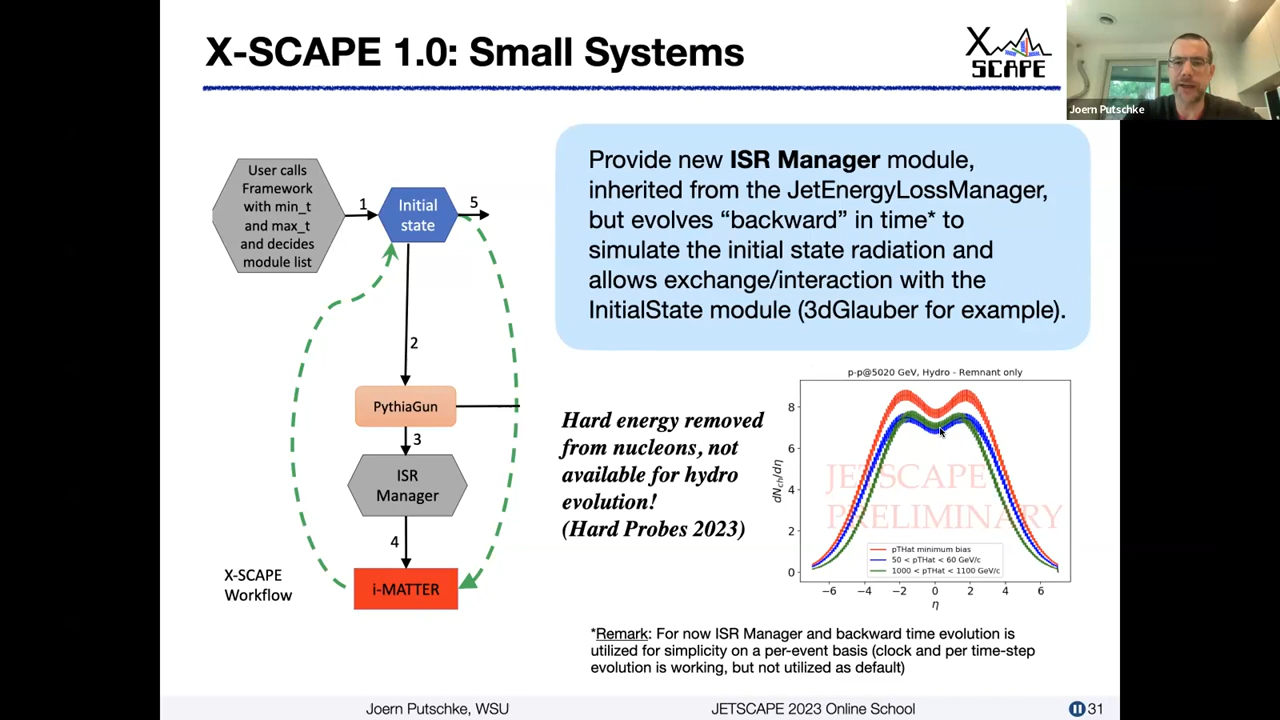 X-SCAPE 1.0: Small Systems
X
SCAPE
Joern Putschke
User calls
Framework
with min_t
and max_t
and decides
module list
1
Initial
state
5
2
PythiaGun
3
ISR
Manager
4
i-MATTER
X-SCAPE
Workflow
Provide new ISR Manager module,
inherited from the JetEnergyLossManager,
but evolves “backward” in time* to
simulate the initial state radiation and
allows exchange/interaction with the
InitialState module (3dGlauber for example).
Hard energy removed
from nucleons, not
available for hydro
evolution!
(Hard Probes 2023)
p-p@5020 GeV, Hydro - Remnant only
8
6
4
2
0
dN_ch/dη
JETSCAPE
PRELIMINARY
pTHat minimum bias
50 < pTHat < 60 GeV/c
1000 < pTHat < 1100 GeV/c
−6 −4 −2 0 2 4 6
η
*Remark: For now ISR Manager and backward time evolution is
utilized for simplicity on a per-event basis (clock and per time-step
evolution is working, but not utilized as default)
Joern Putschke, WSU
JETSCAPE 2023 Online School
31